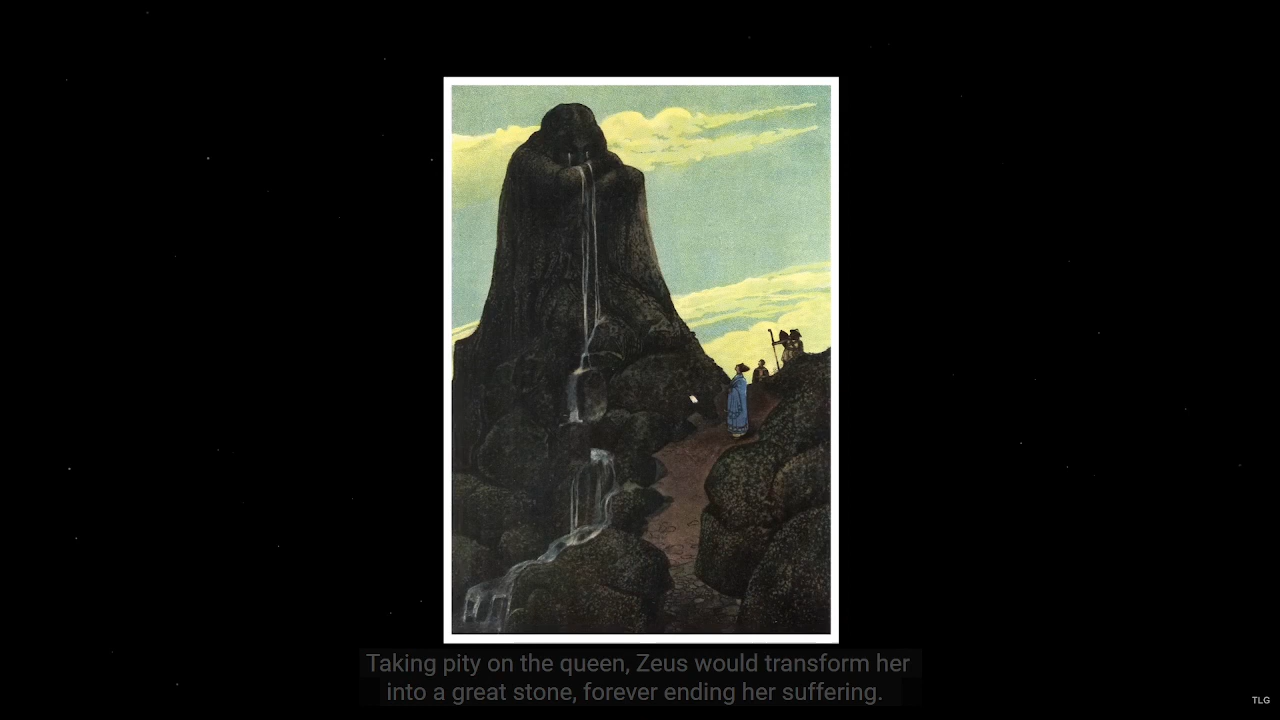 Taking pity on the queen, Zeus would transform her
into a great stone, forever ending her suffering.
TLG